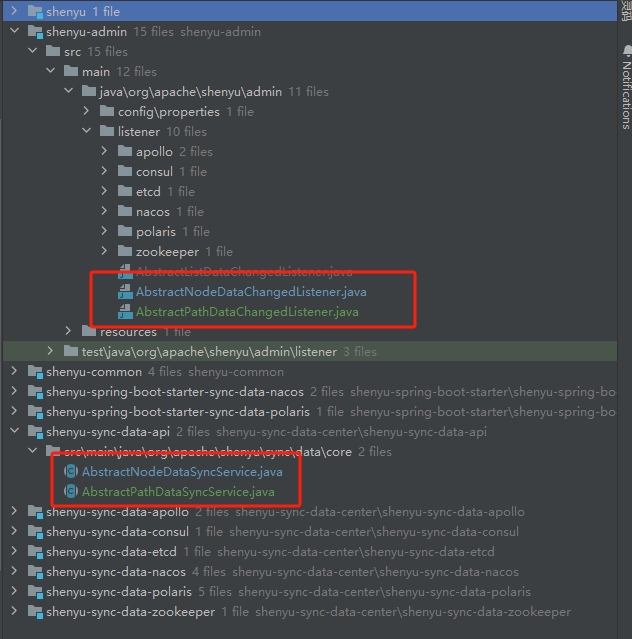 shenyu 1 file
shenyu-admin 15 files shenyu-admin
src 15 files
main 12 files
java\org\apache\shenyu\admin 11 files
config\properties 1 file
listener 10 files
apollo 2 files
consul 1 file
etcd 1 file
nacos 1 file
polaris 1 file
zookeeper 1 file
AbstractListDataChangedListener.java
AbstractNodeDataChangedListener.java
AbstractPathDataChangedListener.java
resources 1 file
test\java\org\apache\shenyu\admin\listener 3 files
shenyu-common 4 files shenyu-common
shenyu-spring-boot-starter-sync-data-nacos 2 files shenyu-spring-boot-starter\shenyu-spring-boo
shenyu-spring-boot-starter-sync-data-polaris 1 file shenyu-spring-boot-starter\shenyu-spring-bo
shenyu-sync-data-api 2 files shenyu-sync-data-center\shenyu-sync-data-api
src\main\java\org\apache\shenyu\sync\data\core 2 files
AbstractNodeDataSyncService.java
AbstractPathDataSyncService.java
shenyu-sync-data-apollo 2 files shenyu-sync-data-center\shenyu-sync-data-apollo
shenyu-sync-data-consul 1 file shenyu-sync-data-center\shenyu-sync-data-consul
shenyu-sync-data-etcd 1 file shenyu-sync-data-center\shenyu-sync-data-etcd
shenyu-sync-data-nacos 4 files shenyu-sync-data-center\shenyu-sync-data-nacos
shenyu-sync-data-polaris 5 files shenyu-sync-data-center\shenyu-sync-data-polaris
shenyu-sync-data-zookeeper 1 file shenyu-sync-data-center\shenyu-sync-data-zookeeper
Notifications